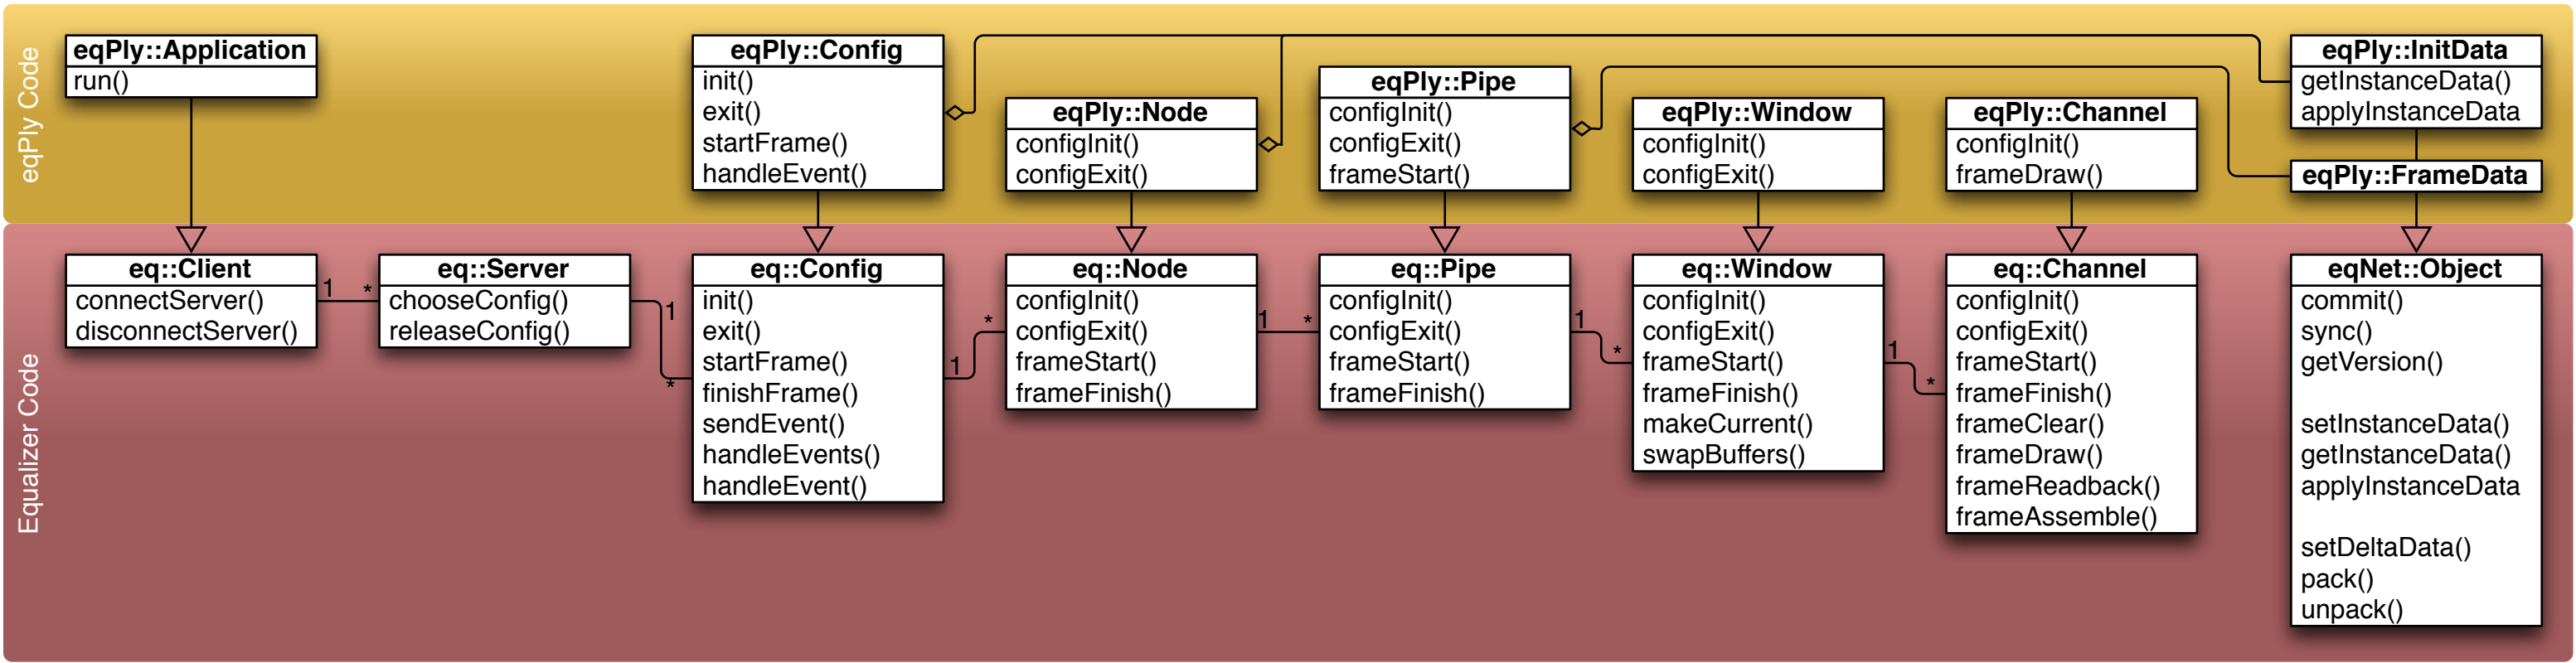 eqPly Code
eqPly::Application
run()
eqPly::Config
init()
exit()
startFrame()
handleEvent()
eqPly::Node
configInit()
configExit()
eqPly::Pipe
configInit()
configExit()
frameStart()
eqPly::Window
configInit()
configExit()
eqPly::Channel
configInit()
frameDraw()
eqPly::InitData
getInstanceData()
applyInstanceData
eqPly::FrameData
Equalizer Code
eq::Client
connectServer()
disconnectServer()
1
*
eq::Server
chooseConfig()
releaseConfig()
1
*
eq::Config
init()
exit()
startFrame()
finishFrame()
sendEvent()
handleEvents()
handleEvent()
1
*
eq::Node
configInit()
configExit()
frameStart()
frameFinish()
1
*
eq::Pipe
configInit()
configExit()
frameStart()
frameFinish()
1
*
eq::Window
configInit()
configExit()
frameStart()
frameFinish()
makeCurrent()
swapBuffers()
1
*
eq::Channel
configInit()
configExit()
frameStart()
frameFinish()
frameClear()
frameDraw()
frameReadback()
frameAssemble()
eqNet::Object
commit()
sync()
getVersion()
setInstanceData()
getInstanceData()
applyInstanceData
setDeltaData()
pack()
unpack()